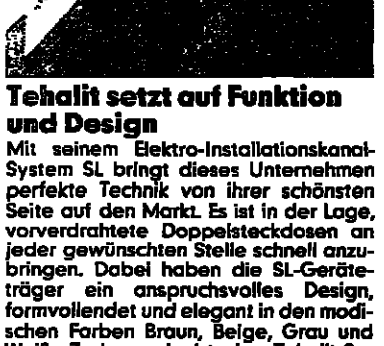 Tehalit setzt auf Funktion
und Design
Mit seinem Elektro-Installationskanal-
System SL bringt dieses Unternehmen
perfekte Technik von ihrer schönsten
Seite auf den Markt. Es ist in der Lage,
vorverdrahtete Doppelsteckdosen an
jeder gewünschten Stelle schnell anzu-
bringen. Dabei haben die SL-Geräte-
träger ein anspruchsvolles Design,
formvollendet und elegant in den modi-
schen Farben Braun, Beige, Grau und